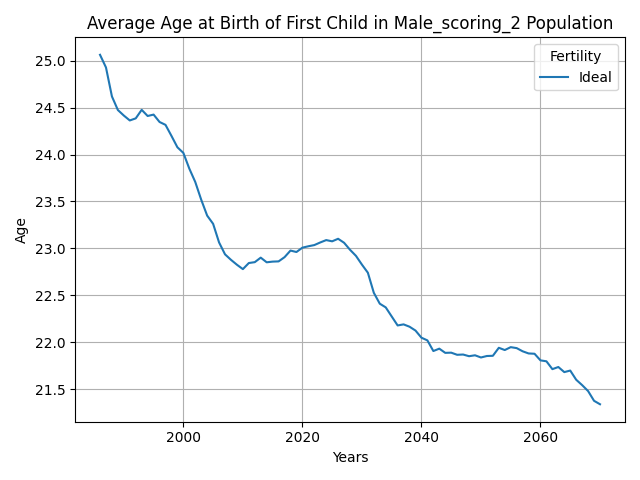 Average Age at Birth of First Child in Male_scoring_2 Population
Fertility
Ideal
Age
25.0
24.5
24.0
23.5
23.0
22.5
22.0
21.5
2000 2020 2040 2060
Years